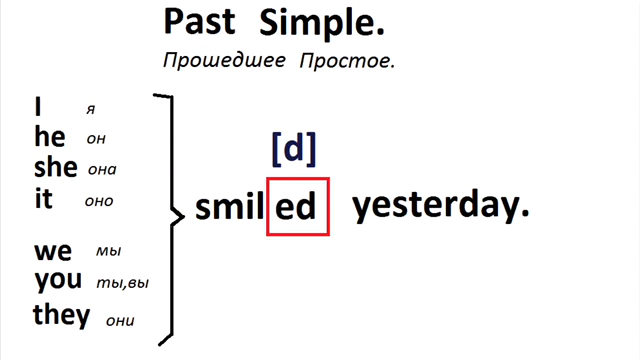 Past Simple.
Прошедшее Простое.
I я
he он
she она
it оно
we мы
you ты,вы
they они
[d]
smiled yesterday.